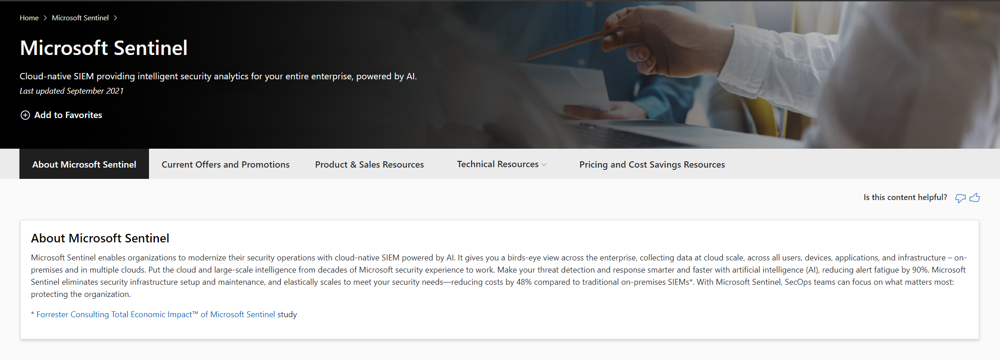 Home > Microsoft Sentinel >
Microsoft Sentinel
Cloud-native SIEM providing intelligent security analytics for your entire enterprise, powered by AI.
Last updated September 2021
Add to Favorites
About Microsoft Sentinel
Current Offers and Promotions
Product & Sales Resources
Technical Resources
Pricing and Cost Savings Resources
Is this content helpful?
About Microsoft Sentinel
Microsoft Sentinel enables organizations to modernize their security operations with cloud-native SIEM powered by AI. It gives you a birds-eye view across the enterprise, collecting data at cloud scale, across all users, devices, applications, and infrastructure – on-
premises and in multiple clouds. Put the cloud and large-scale intelligence from decades of Microsoft security experience to work. Make your threat detection and response smarter and faster with artificial intelligence (AI), reducing alert fatigue by 90%. Microsoft
Sentinel eliminates security infrastructure setup and maintenance, and elastically scales to meet your security needs—reducing costs by 48% compared to traditional on-premises SIEMs*. With Microsoft Sentinel, SecOps teams can focus on what matters most:
protecting the organization.
* Forrester Consulting Total Economic Impact™ of Microsoft Sentinel study